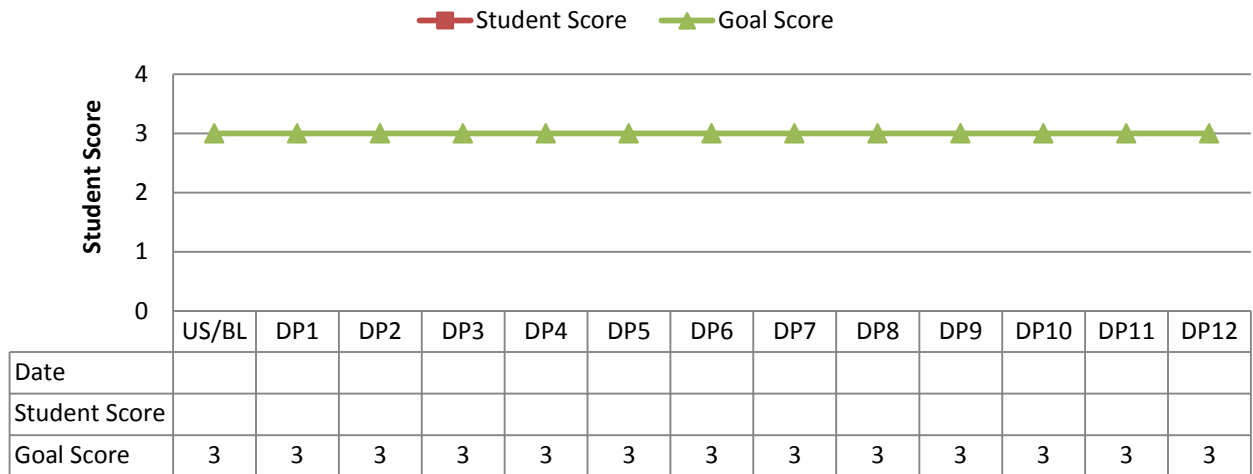 Student Score Goal Score
Student Score
4
3
2
1
0
US/BL DP1 DP2 DP3 DP4 DP5 DP6 DP7 DP8 DP9 DP10 DP11 DP12
Date
Student Score
Goal Score 3 3 3 3 3 3 3 3 3 3 3 3 3